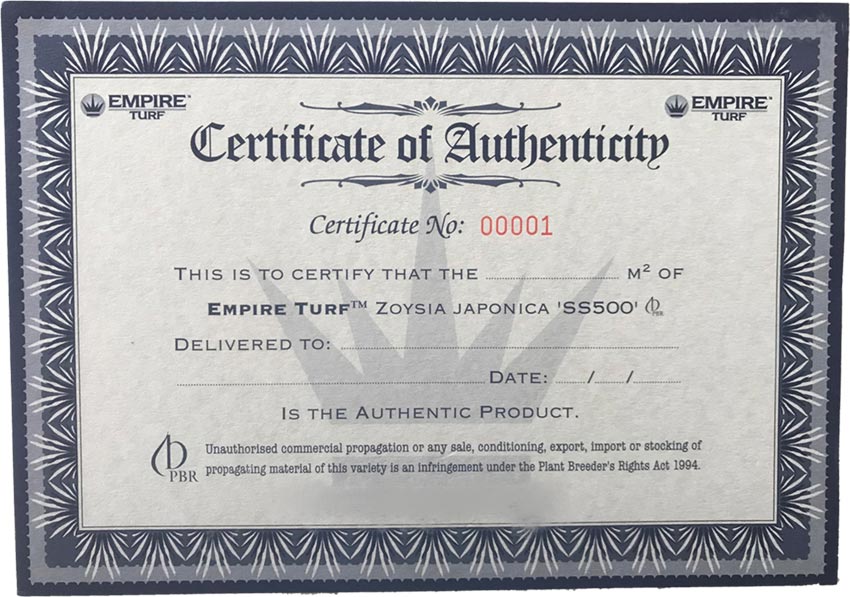 EMPIRE™ TURF
EMPIRE™ TURF
Certificate of Authenticity
Certificate No: 00001
THIS IS TO CERTIFY THAT THE ........................ M² OF
EMPIRE TURF™ ZOYSIA JAPONICA 'SS500' PBR
DELIVERED TO: ............................................................
............................................................ DATE: ....../....../.........
IS THE AUTHENTIC PRODUCT.
PBR
Unauthorised commercial propagation or any sale, conditioning, export, import or stocking of
propagating material of this variety is an infringement under the Plant Breeder's Rights Act 1994.